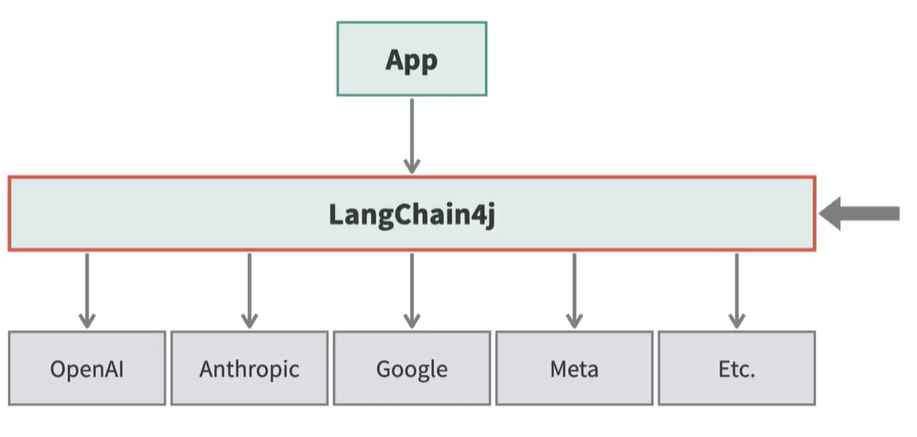 App
LangChain4j
OpenAI
Anthropic
Google
Meta
Etc.